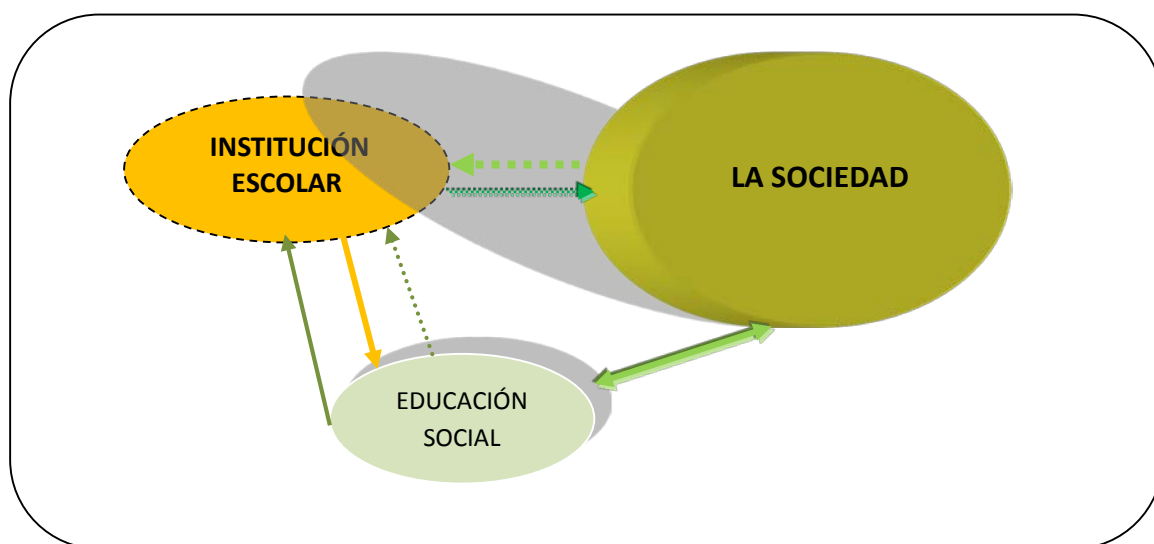 INSTITUCIÓN
ESCOLAR
LA SOCIEDAD
EDUCACIÓN
SOCIAL